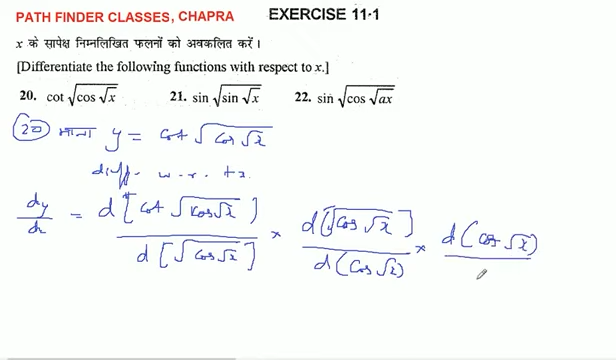 PATH FINDER CLASSES, CHAPRA EXERCISE 11·1
x के सापेक्ष निम्नलिखित फलनों को अवकलित करें ।
[Differentiate the following functions with respect to x.]
20. cot √(cos √x) 21. sin √(sin √x) 22. sin √(cos √ax)
(20) माना y = cot √(cos √x)
diff. w.r. to x.
dy/dx = d[cot √(cos √x)]/d[√(cos √x)] × d[√(cos √x)]/d(cos √x) × d(cos √x)/